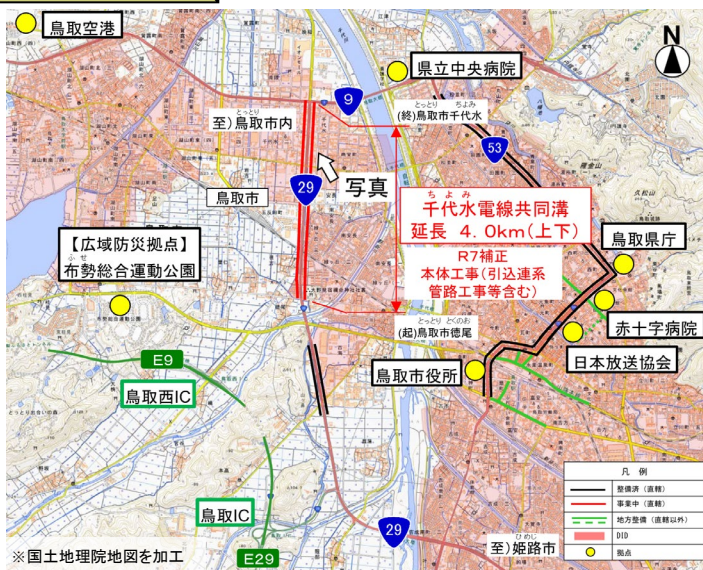 鳥取空港
県立中央病院
N
9
とっとり
至)鳥取市内
とっとり ちよみ
(終)鳥取市千代水
53
29
写真
鳥取市
ちよみ
千代水電線共同溝
延長 4.0km(上下)
R7補正
本体工事(引込連系
管路工事等含む)
久松山
鳥取県庁
【広域防災拠点】
ふせ
布勢総合運動公園
赤十字病院
とっとり とくのお
(起)鳥取市徳尾
日本放送協会
鳥取市役所
E9
鳥取西IC
鳥取IC
E29
29
ひめじ
至)姫路市
凡 例
整備済(直轄)
事業中(直轄)
地方整備(直轄以外)
DID
拠点
※国土地理院地図を加工